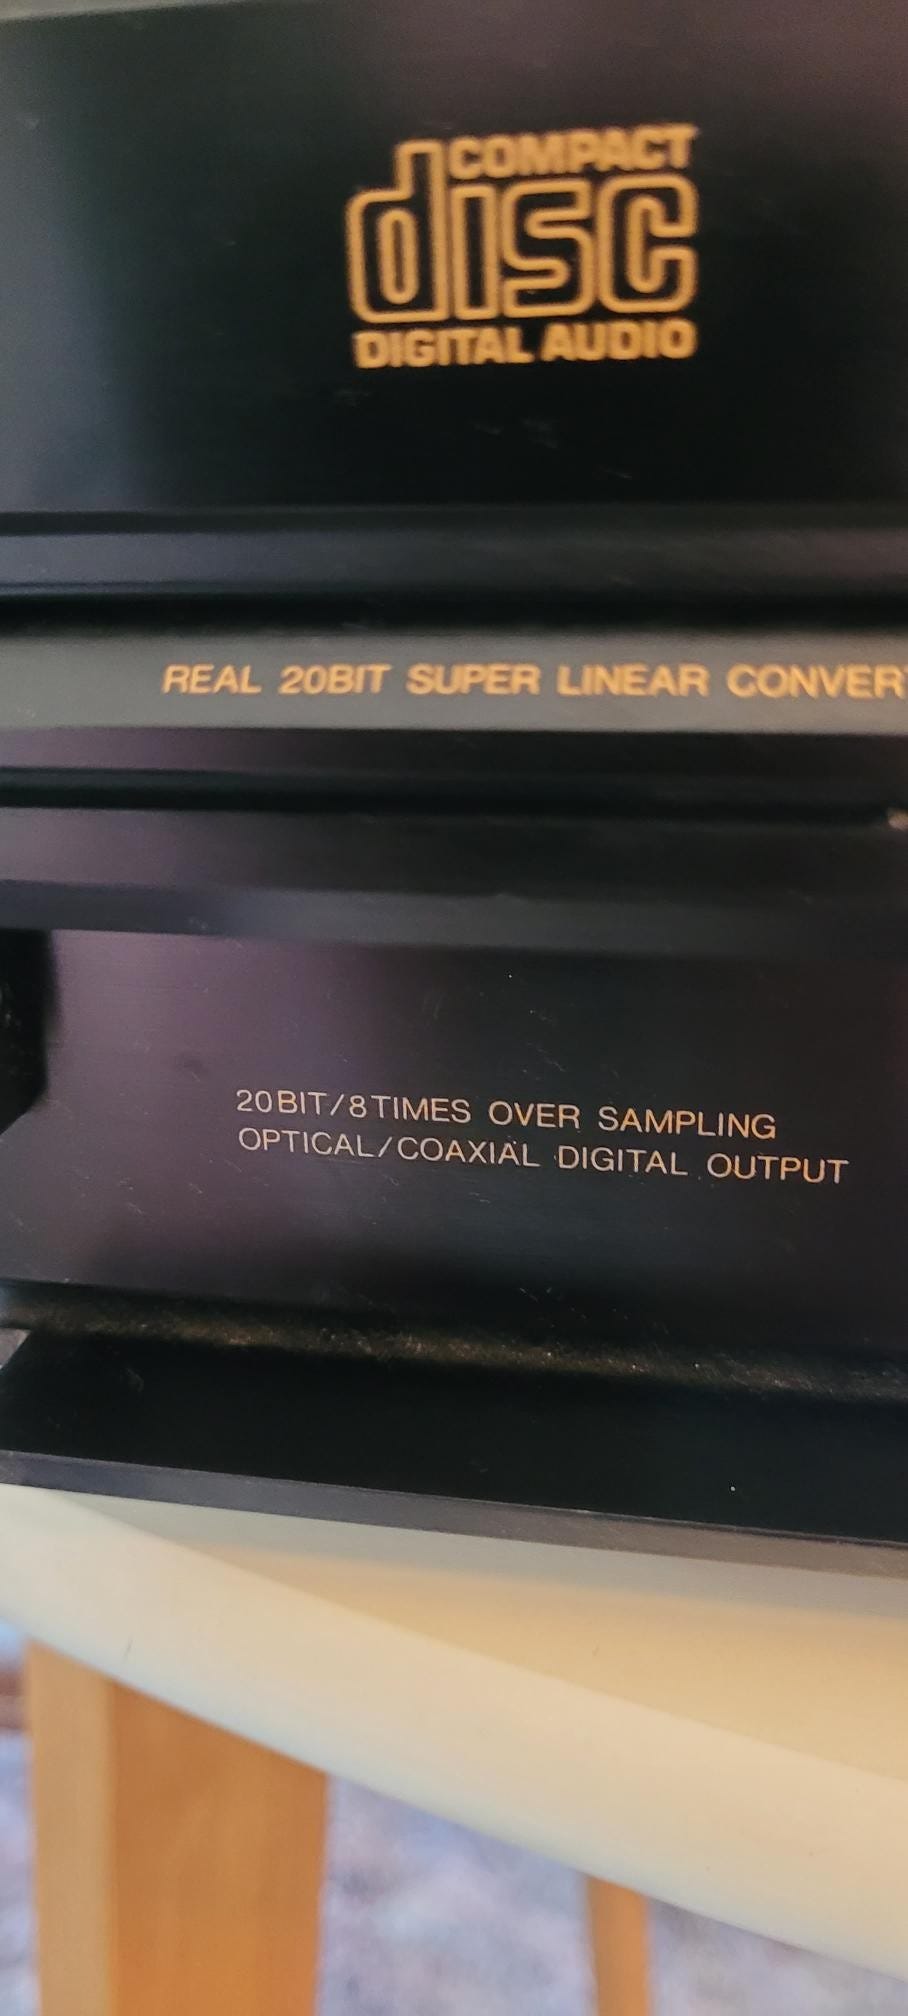 COMPACT
disc
DIGITAL AUDIO
REAL 20BIT SUPER LINEAR CONVERT
20BIT/8TIMES OVER SAMPLING
OPTICAL/COAXIAL DIGITAL OUTPUT